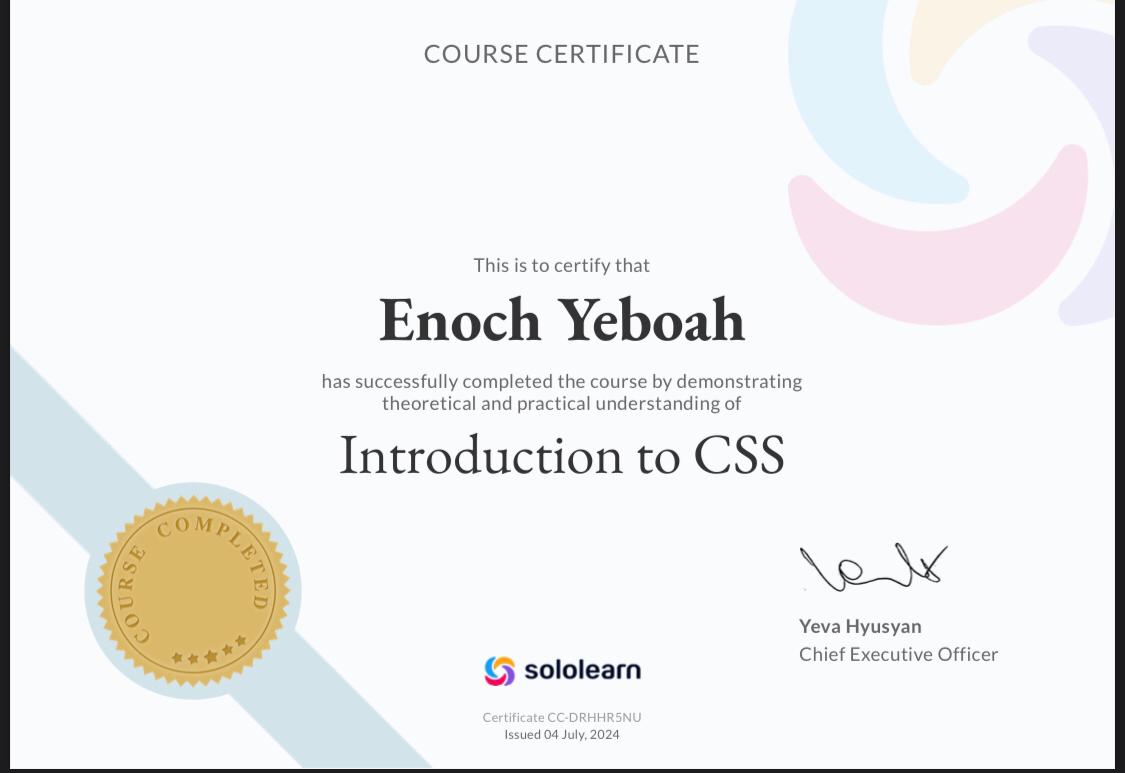 COURSE CERTIFICATE
This is to certify that
Enoch Yeboah
has successfully completed the course by demonstrating
theoretical and practical understanding of
Introduction to CSS
COURSE COMPLETED
Yeva Hyusyan
Chief Executive Officer
sololearn
Certificate CC-DRHHR5NU
Issued 04 July, 2024